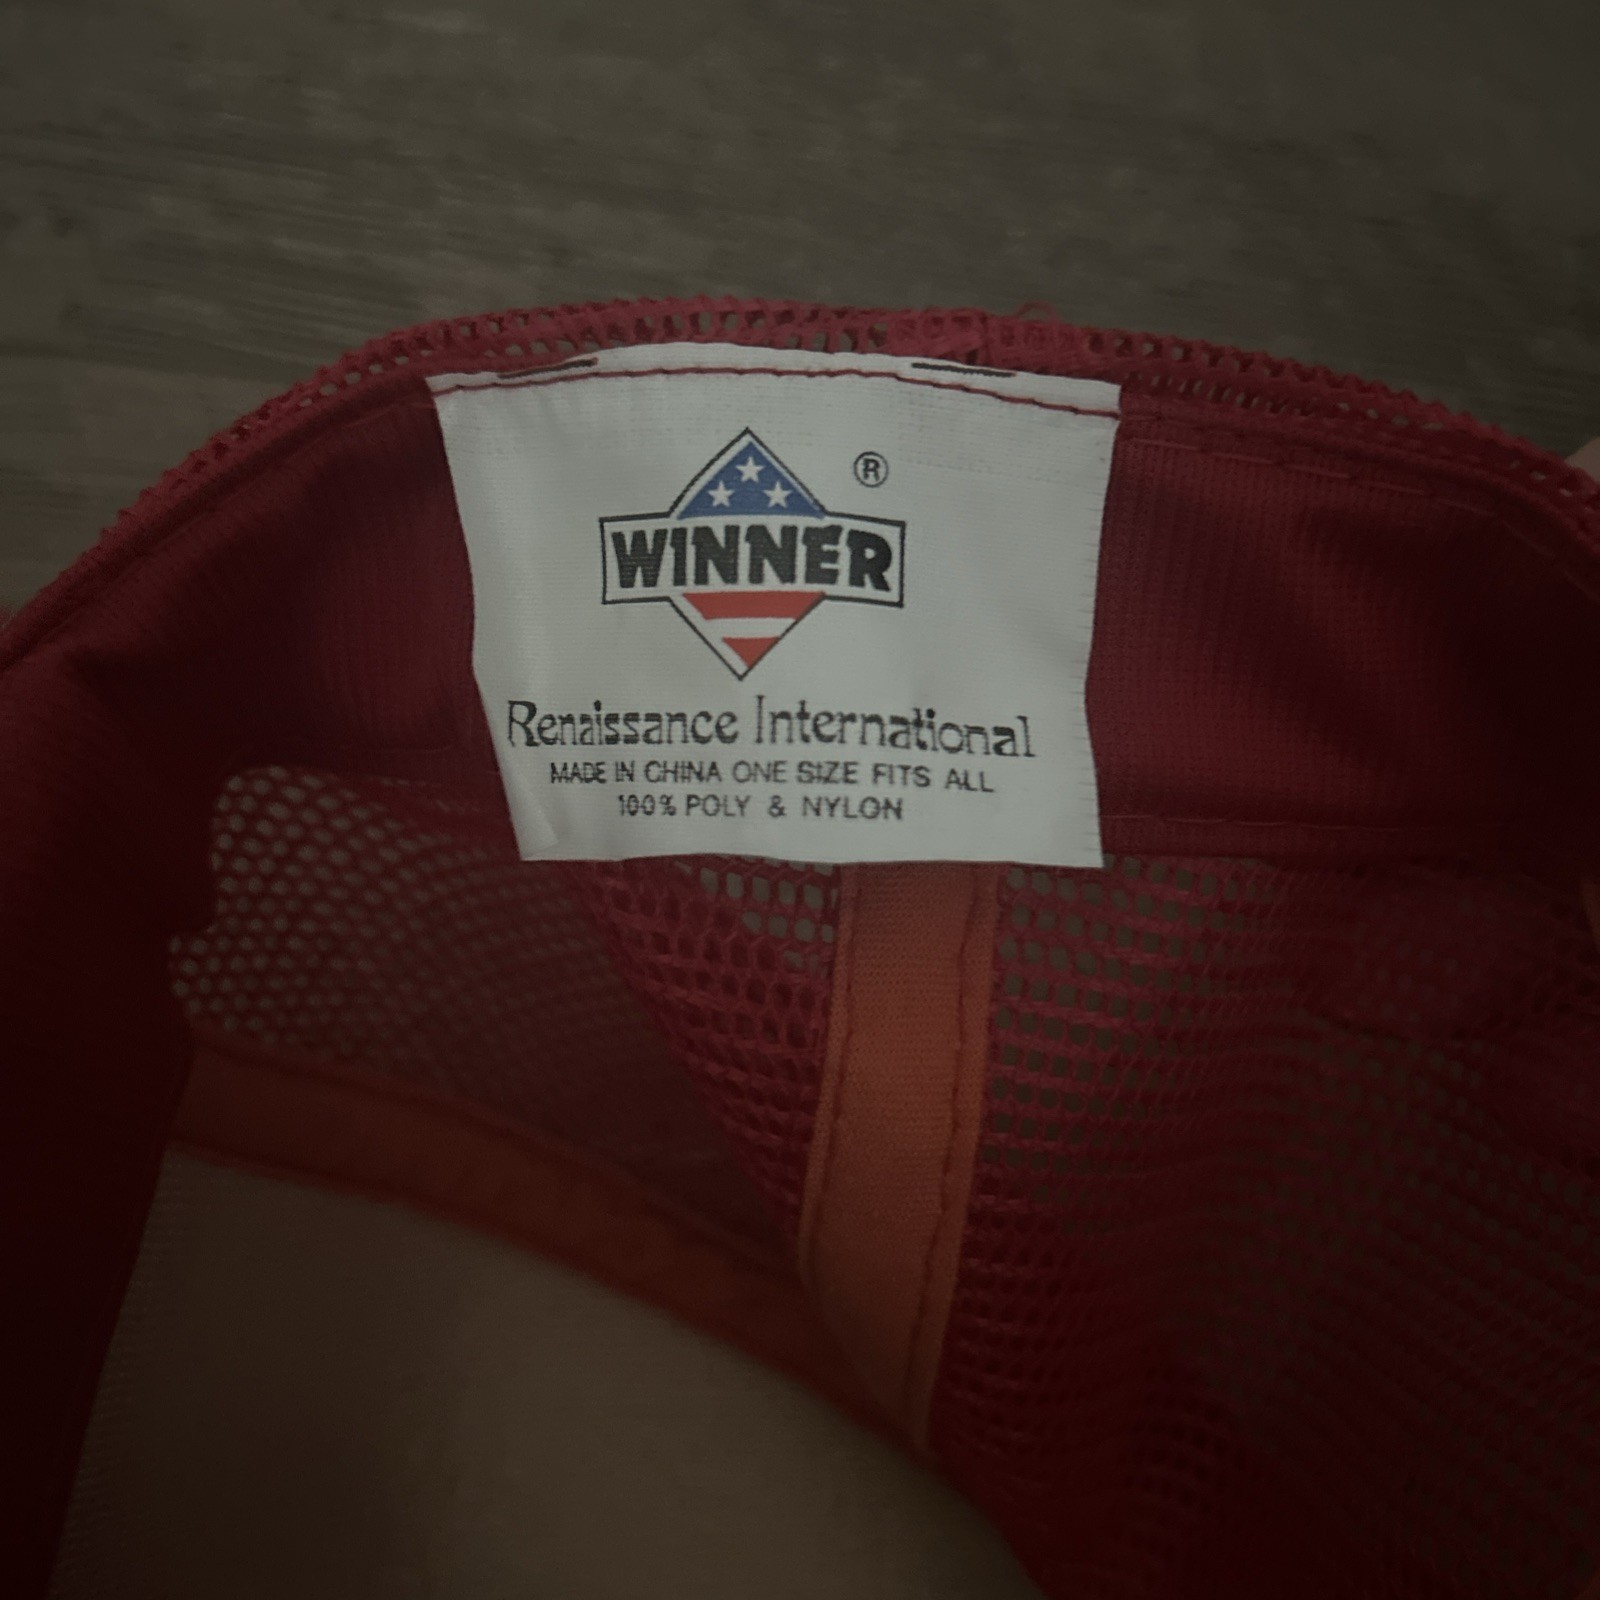 ®
WINNER
Renaissance International
MADE IN CHINA ONE SIZE FITS ALL
100% POLY & NYLON